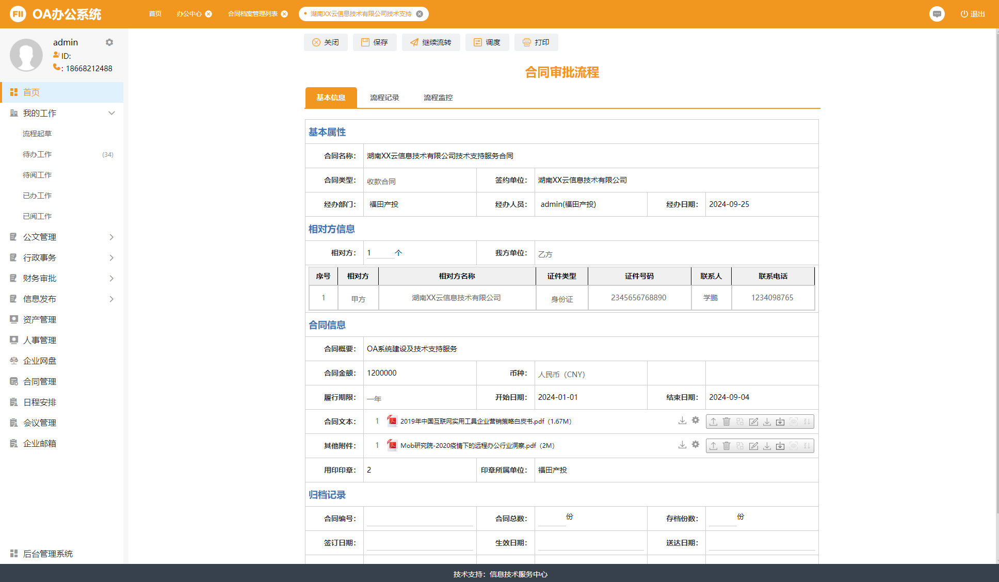 FII OA办公系统 首页 办公中心 合同档案管理列表 湖南XX云信息技术有限公司技术支持 退出
admin
ID:
: 18668212488
首页
我的工作
流程起草
待办工作 (34)
待阅工作
已办工作
已阅工作
公文管理
行政事务
财务审批
信息发布
资产管理
人事管理
企业网盘
合同管理
日程安排
会议管理
企业邮箱
后台管理系统
关闭 保存 继续流转 调度 打印
合同审批流程
基本信息 流程记录 流程监控
基本属性
合同名称: 湖南XX云信息技术有限公司技术支持服务合同
合同类型: 收款合同 签约单位: 湖南XX云信息技术有限公司
经办部门: 福田产投 经办人员: admin(福田产投) 经办日期: 2024-09-25
相对方信息
相对方: 1 个 我方单位: 乙方
序号 相对方 相对方名称 证件类型 证件号码 联系人 联系电话
1 甲方 湖南XX云信息技术有限公司 身份证 2345656768890 学鹏 1234098765
合同信息
合同概要: OA系统建设及技术支持服务
合同金额: 1200000 币种: 人民币（CNY）
履行期限: 一年 开始日期: 2024-01-01 结束日期: 2024-09-04
合同文本: 1 2019年中国互联网实用工具企业营销策略白皮书.pdf（1.67M）
其他附件: 1 Mob研究院-2020疫情下的远程办公行业洞察.pdf（2M）
用印印章: 2 印章所属单位: 福田产投
归档记录
合同编号: 合同总数: 份 存档份数: 份
签订日期: 生效日期: 送达日期:
技术支持：信息技术服务中心